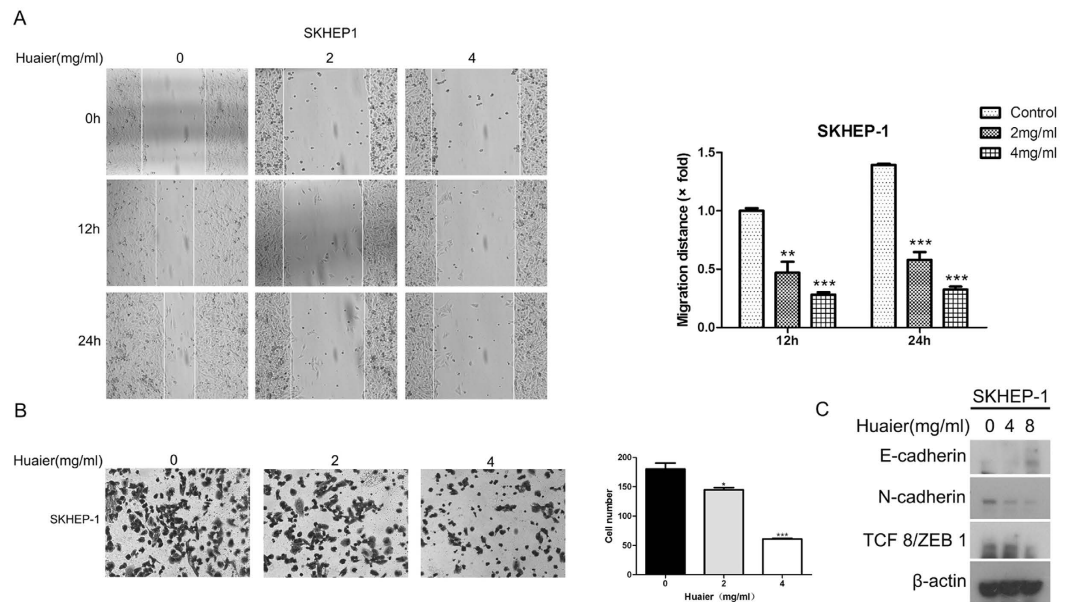 A
SKHEP1
Huaier(mg/ml) 0 2 4
0h
12h
24h
SKHEP-1
Control
2mg/ml
4mg/ml
Migration distance (× fold)
1.5
1.0
0.5
0.0
** *** *** ***
12h 24h
B
Huaier(mg/ml) 0 2 4
SKHEP-1
Cell number
200
150
100
50
0
* ***
0 2 4
Huaier (mg/ml)
C
SKHEP-1
Huaier(mg/ml) 0 4 8
E-cadherin
N-cadherin
TCF 8/ZEB 1
β-actin